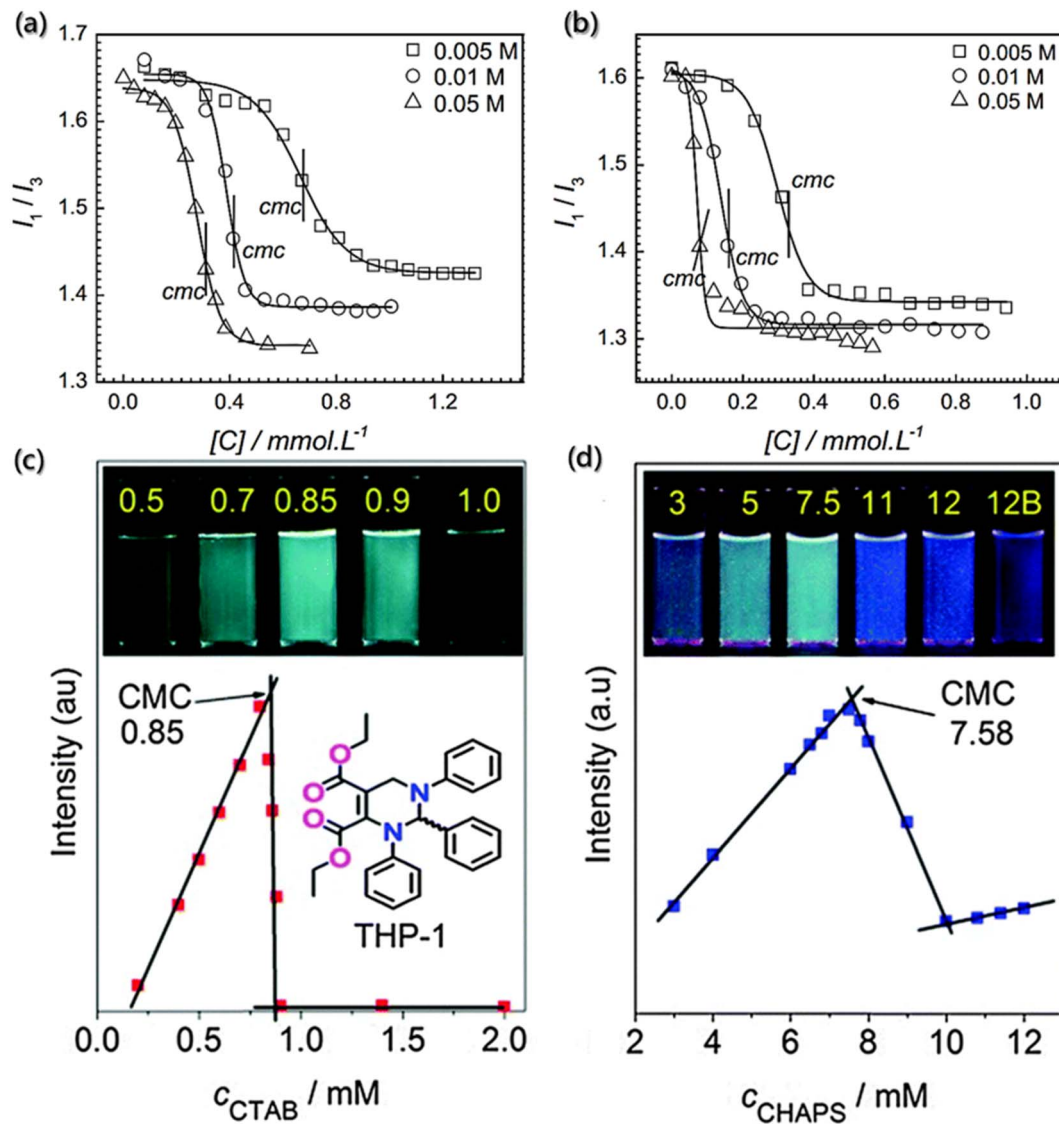 (a)
1.7
1.6
1.5
1.4
1.3
I₁ / I₃
0.005 M
0.01 M
0.05 M
cmc
cmc
cmc
0.0 0.4 0.8 1.2
[C] / mmol.L⁻¹
(b)
1.6
1.5
1.4
1.3
I₁ / I₃
0.005 M
0.01 M
0.05 M
cmc
cmc
cmc
0.0 0.2 0.4 0.6 0.8 1.0
[C] / mmol.L⁻¹
(c)
0.5 0.7 0.85 0.9 1.0
Intensity (au)
CMC
0.85
O
O
N
O
N
O
THP-1
0.0 0.5 1.0 1.5 2.0
c_CTAB / mM
(d)
3 5 7.5 11 12 12B
Intensity (a.u)
CMC
7.58
2 4 6 8 10 12
c_CHAPS / mM